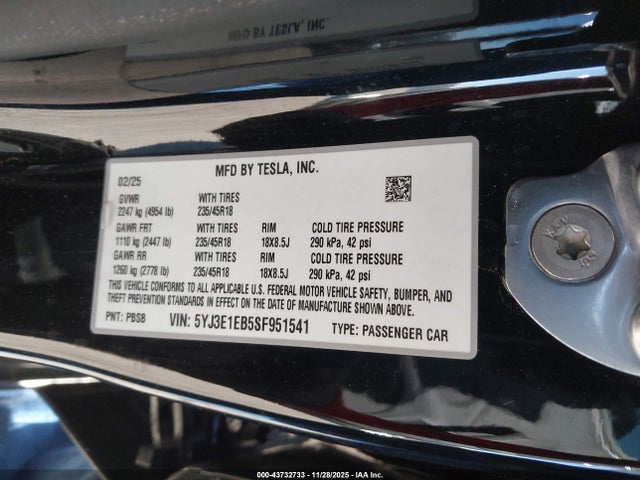 MFD BY TESLA, INC.
MFD BY TESLA, INC.
02/25
GVWR WITH TIRES
2247 kg (4954 lb) 235/45R18
GAWR FRT WITH TIRES RIM COLD TIRE PRESSURE
1110 kg (2447 lb) 235/45R18 18X8.5J 290 kPa, 42 psi
GAWR RR WITH TIRES RIM COLD TIRE PRESSURE
1260 kg (2778 lb) 235/45R18 18X8.5J 290 kPa, 42 psi
THIS VEHICLE CONFORMS TO ALL APPLICABLE U.S. FEDERAL MOTOR VEHICLE SAFETY, BUMPER, AND
THEFT PREVENTION STANDARDS IN EFFECT ON THE DATE OF MANUFACTURE SHOWN ABOVE.
PNT: PBSB VIN: 5YJ3E1EB5SF951541 TYPE: PASSENGER CAR
000-43732733 - 11/28/2025 - IAA Inc.